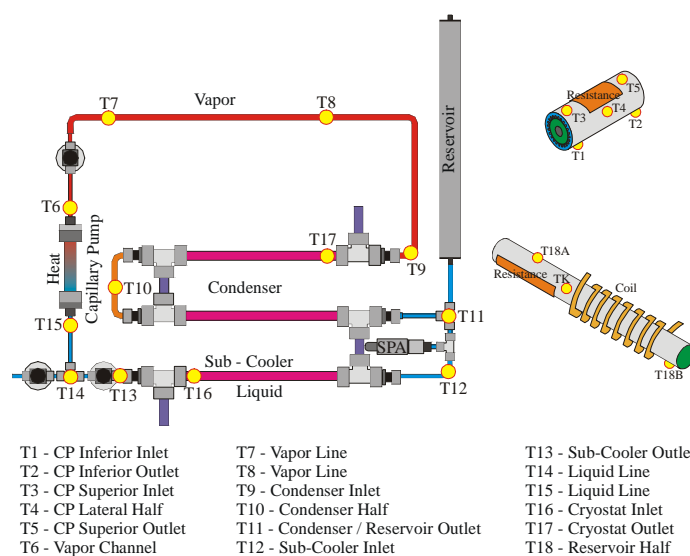 Vapor
T7
T8
Reservoir
T6
Heat
Capillary Pump
T15
T17
T9
T10
Condenser
T11
SPA
Sub - Cooler
T14
T13
T16
Liquid
T12
Resistance
T5
T3
T4
T2
T1
T18A
Resistance
TK
Coil
T18B
T1 - CP Inferior Inlet
T2 - CP Inferior Outlet
T3 - CP Superior Inlet
T4 - CP Lateral Half
T5 - CP Superior Outlet
T6 - Vapor Channel
T7 - Vapor Line
T8 - Vapor Line
T9 - Condenser Inlet
T10 - Condenser Half
T11 - Condenser / Reservoir Outlet
T12 - Sub-Cooler Inlet
T13 - Sub-Cooler Outle
T14 - Liquid Line
T15 - Liquid Line
T16 - Cryostat Inlet
T17 - Cryostat Outlet
T18 - Reservoir Half